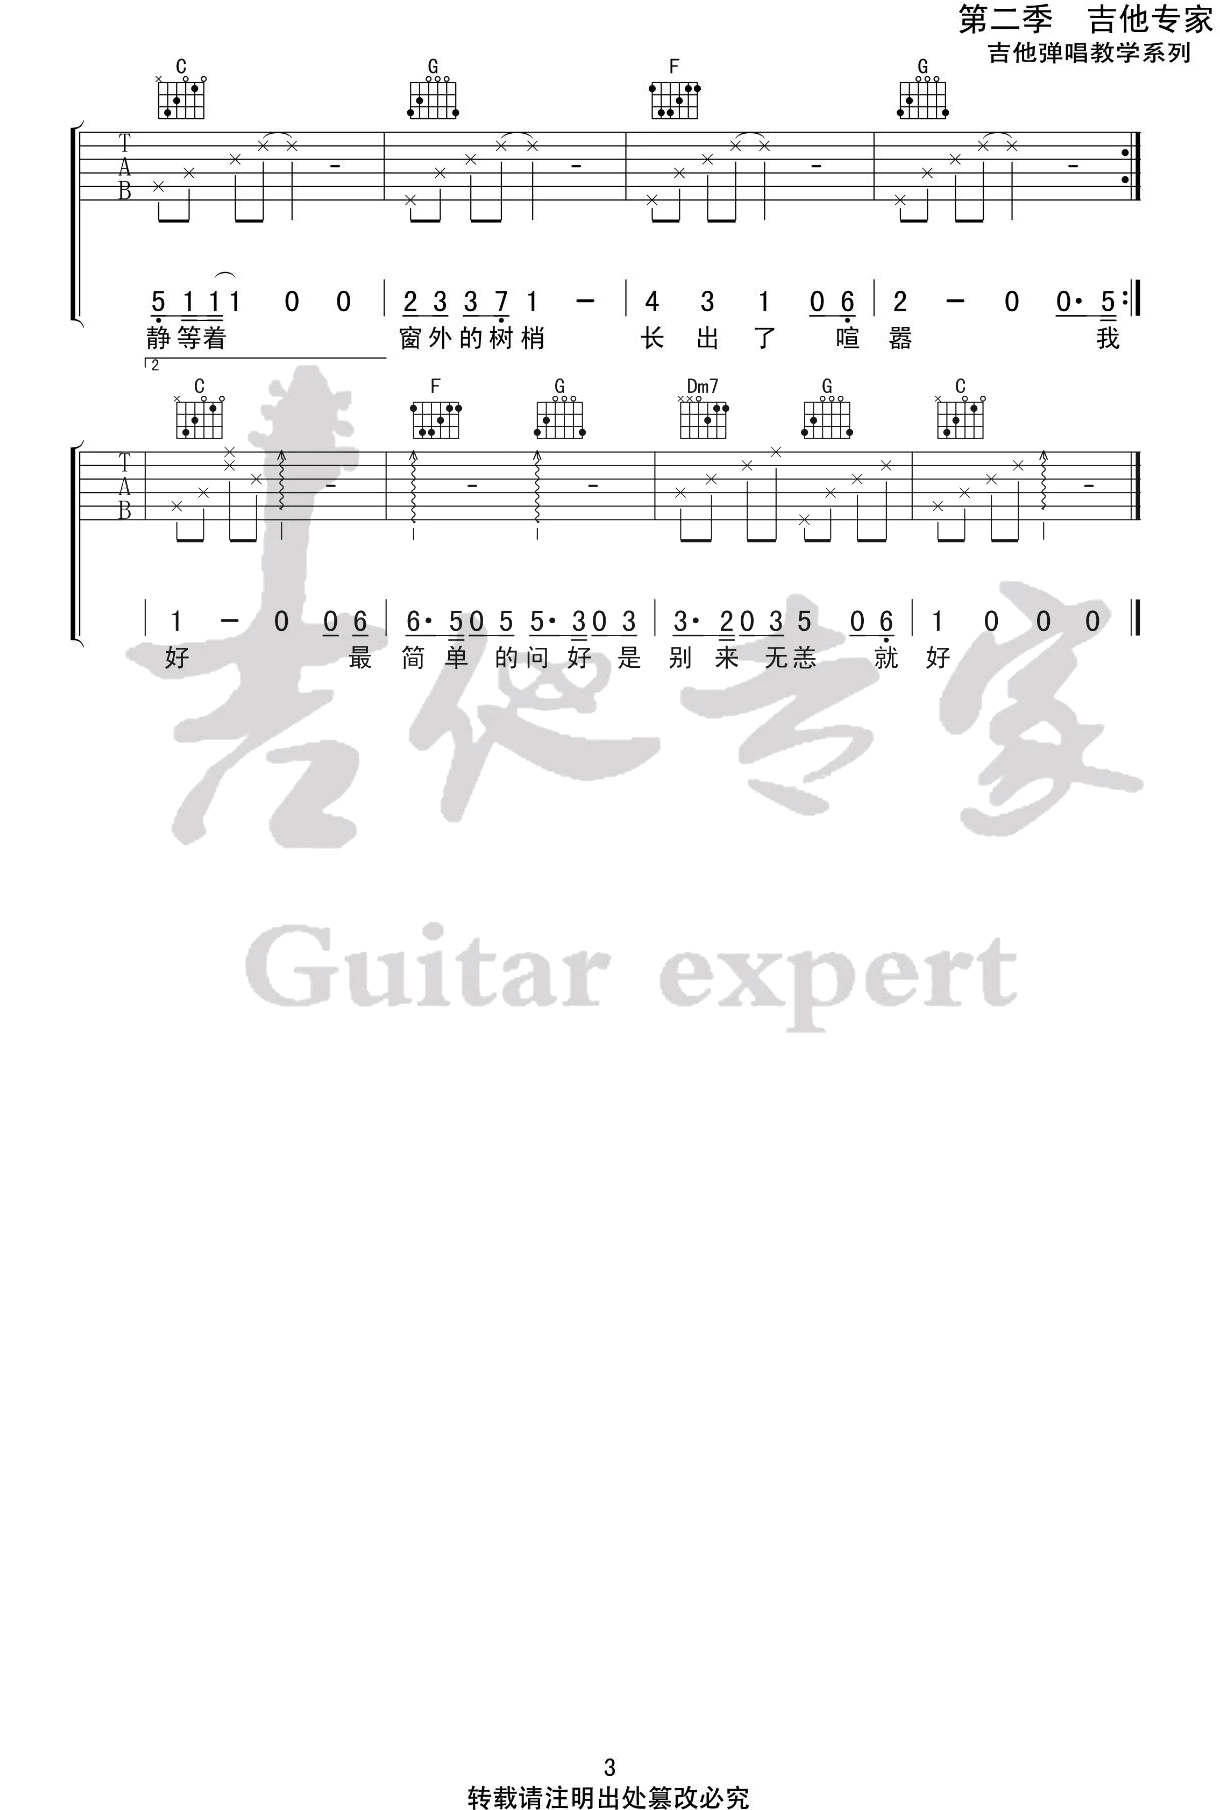 第二季 吉他专家
吉他弹唱教学系列
C G F G
T
A
B
5 1 1 1 0 0 2 3 3 7 1 - 4 3 1 0 6 2 - 0 0· 5
静等着 窗外的树梢 长出了喧嚣 我
2
C F G Dm7 G C
T
A
B
1 - 0 0 6 6· 5 0 5 5· 3 0 3 3· 2 0 3 5 0 6 1 0 0 0
好 最简单的问好是别来无恙就好
吉他专家
Guitar expert
3
转载请注明出处篡改必究